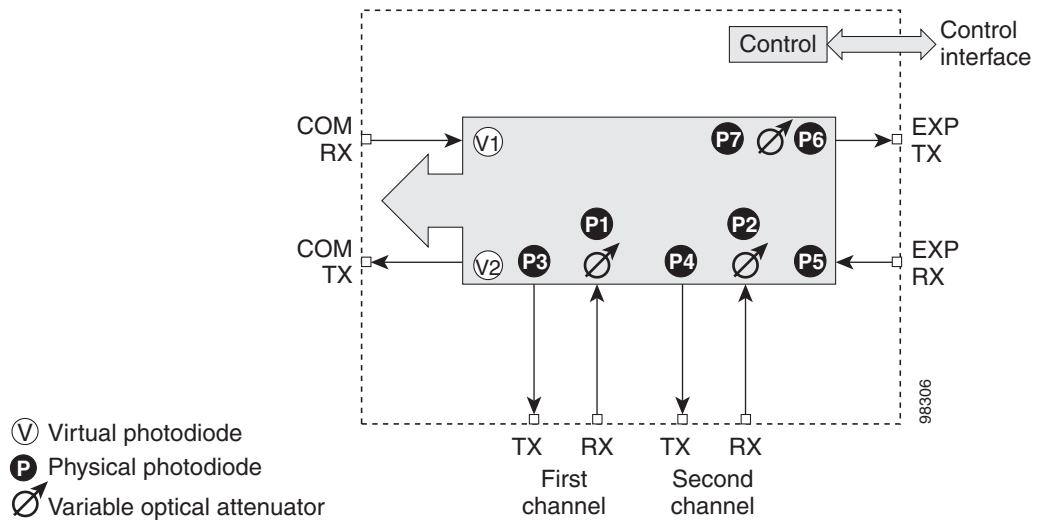 Control
Control
interface
COM
RX
V1
P7
P6
EXP
TX
P1
P2
COM
TX
V2
P3
P4
P5
EXP
RX
98306
TX
RX
TX
RX
First
channel
Second
channel
V Virtual photodiode
P Physical photodiode
Variable optical attenuator